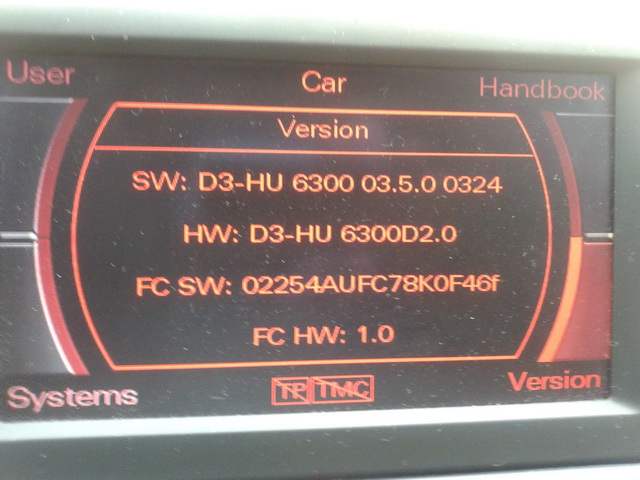 User
Car
Handbook
Version
SW: D3-HU 6300 03.5.0 0324
HW: D3-HU 6300D2.0
FC SW: 02254AUFC78K0F46f
FC HW: 1.0
Systems
TP TMC
Version